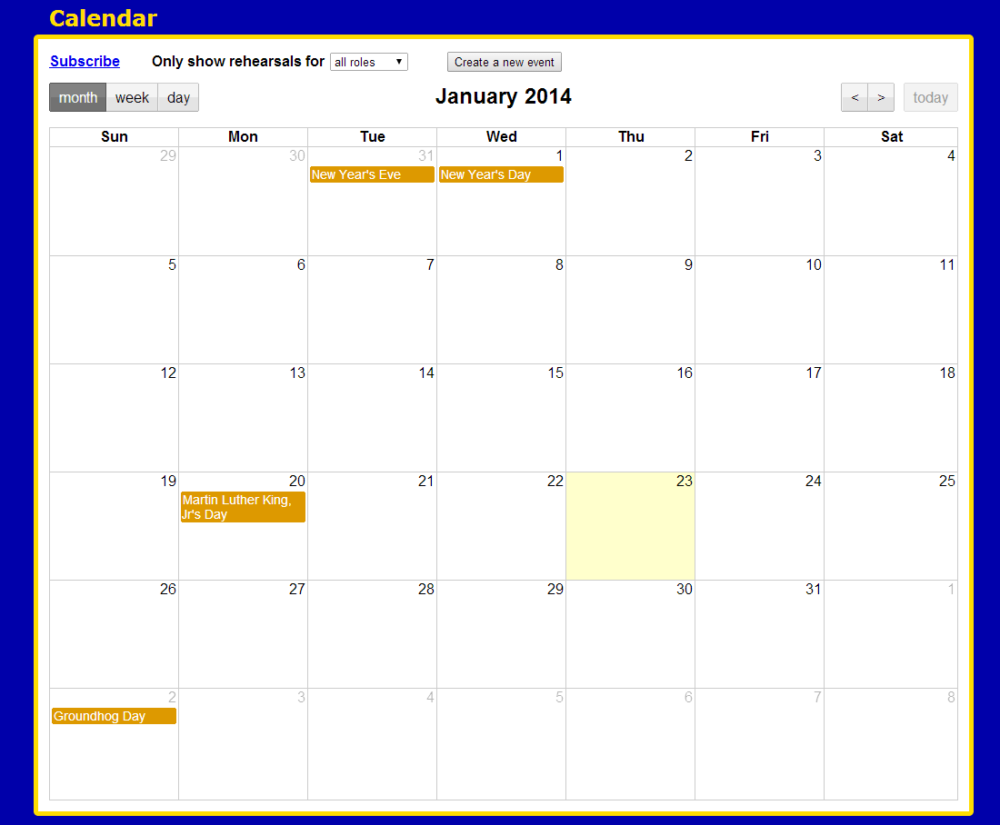 Calendar
Subscribe Only show rehearsals for all roles Create a new event
month week day January 2014 < > today
Sun Mon Tue Wed Thu Fri Sat
29 30 31 1 2 3 4
New Year's Eve New Year's Day
5 6 7 8 9 10 11
12 13 14 15 16 17 18
19 20 21 22 23 24 25
Martin Luther King,
Jr's Day
26 27 28 29 30 31 1
2 3 4 5 6 7 8
Groundhog Day